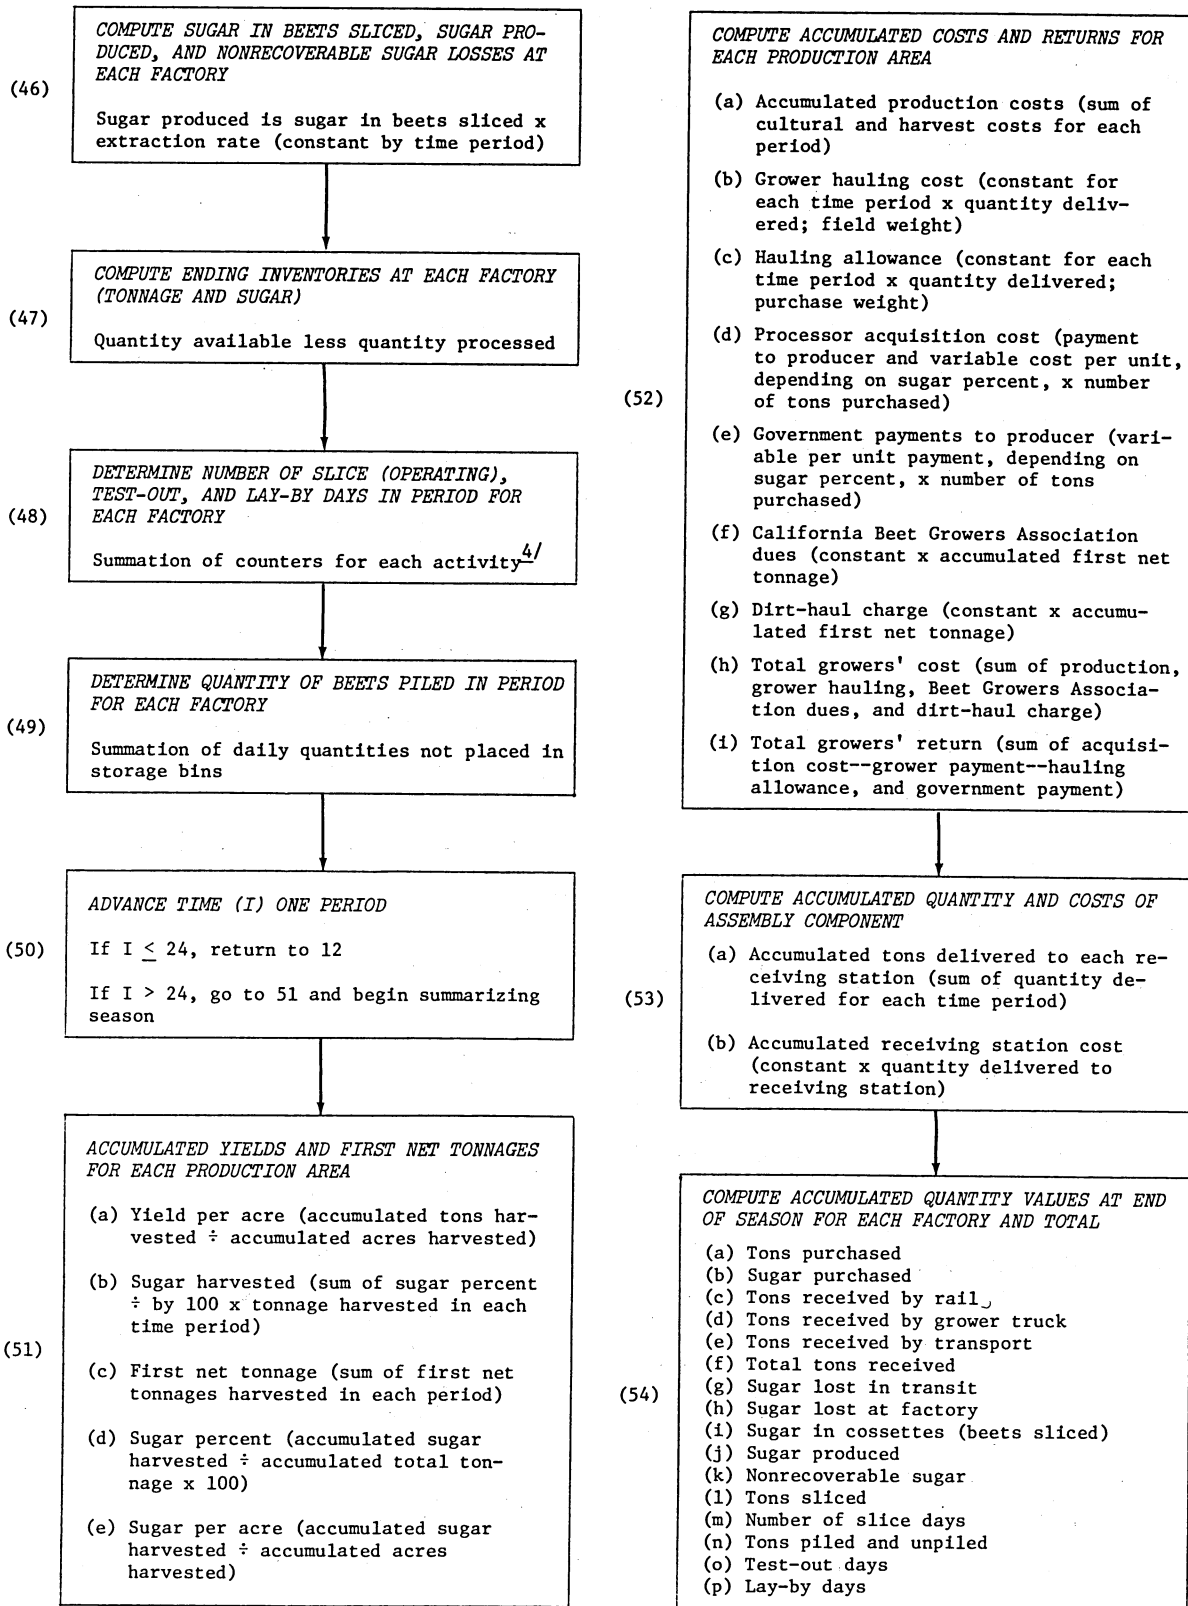 (46)
COMPUTE SUGAR IN BEETS SLICED, SUGAR PRO-
DUCED, AND NONRECOVERABLE SUGAR LOSSES AT
EACH FACTORY
Sugar produced is sugar in beets sliced x
extraction rate (constant by time period)
(47)
COMPUTE ENDING INVENTORIES AT EACH FACTORY
(TONNAGE AND SUGAR)
Quantity available less quantity processed
(48)
DETERMINE NUMBER OF SLICE (OPERATING),
TEST-OUT, AND LAY-BY DAYS IN PERIOD FOR
EACH FACTORY
Summation of counters for each activity 4/
(49)
DETERMINE QUANTITY OF BEETS PILED IN PERIOD
FOR EACH FACTORY
Summation of daily quantities not placed in
storage bins
(50)
ADVANCE TIME (I) ONE PERIOD
If I ≤ 24, return to 12
If I > 24, go to 51 and begin summarizing
season
(51)
ACCUMULATED YIELDS AND FIRST NET TONNAGES
FOR EACH PRODUCTION AREA
(a) Yield per acre (accumulated tons har-
vested ÷ accumulated acres harvested)
(b) Sugar harvested (sum of sugar percent
÷ by 100 x tonnage harvested in each
time period)
(c) First net tonnage (sum of first net
tonnages harvested in each period)
(d) Sugar percent (accumulated sugar
harvested ÷ accumulated total ton-
nage x 100)
(e) Sugar per acre (accumulated sugar
harvested ÷ accumulated acres
harvested)
(52)
COMPUTE ACCUMULATED COSTS AND RETURNS FOR
EACH PRODUCTION AREA
(a) Accumulated production costs (sum of
cultural and harvest costs for each
period)
(b) Grower hauling cost (constant for
each time period x quantity deliv-
ered; field weight)
(c) Hauling allowance (constant for each
time period x quantity delivered;
purchase weight)
(d) Processor acquisition cost (payment
to producer and variable cost per unit,
depending on sugar percent, x number
of tons purchased)
(e) Government payments to producer (vari-
able per unit payment, depending on
sugar percent, x number of tons
purchased)
(f) California Beet Growers Association
dues (constant x accumulated first net
tonnage)
(g) Dirt-haul charge (constant x accumu-
lated first net tonnage)
(h) Total growers' cost (sum of production,
grower hauling, Beet Growers Associa-
tion dues, and dirt-haul charge)
(i) Total growers' return (sum of acquisi-
tion cost--grower payment--hauling
allowance, and government payment)
(53)
COMPUTE ACCUMULATED QUANTITY AND COSTS OF
ASSEMBLY COMPONENT
(a) Accumulated tons delivered to each re-
ceiving station (sum of quantity de-
livered for each time period)
(b) Accumulated receiving station cost
(constant x quantity delivered to
receiving station)
(54)
COMPUTE ACCUMULATED QUANTITY VALUES AT END
OF SEASON FOR EACH FACTORY AND TOTAL
(a) Tons purchased
(b) Sugar purchased
(c) Tons received by rail
(d) Tons received by grower truck
(e) Tons received by transport
(f) Total tons received
(g) Sugar lost in transit
(h) Sugar lost at factory
(i) Sugar in cossettes (beets sliced)
(j) Sugar produced
(k) Nonrecoverable sugar
(l) Tons sliced
(m) Number of slice days
(n) Tons piled and unpiled
(o) Test-out days
(p) Lay-by days